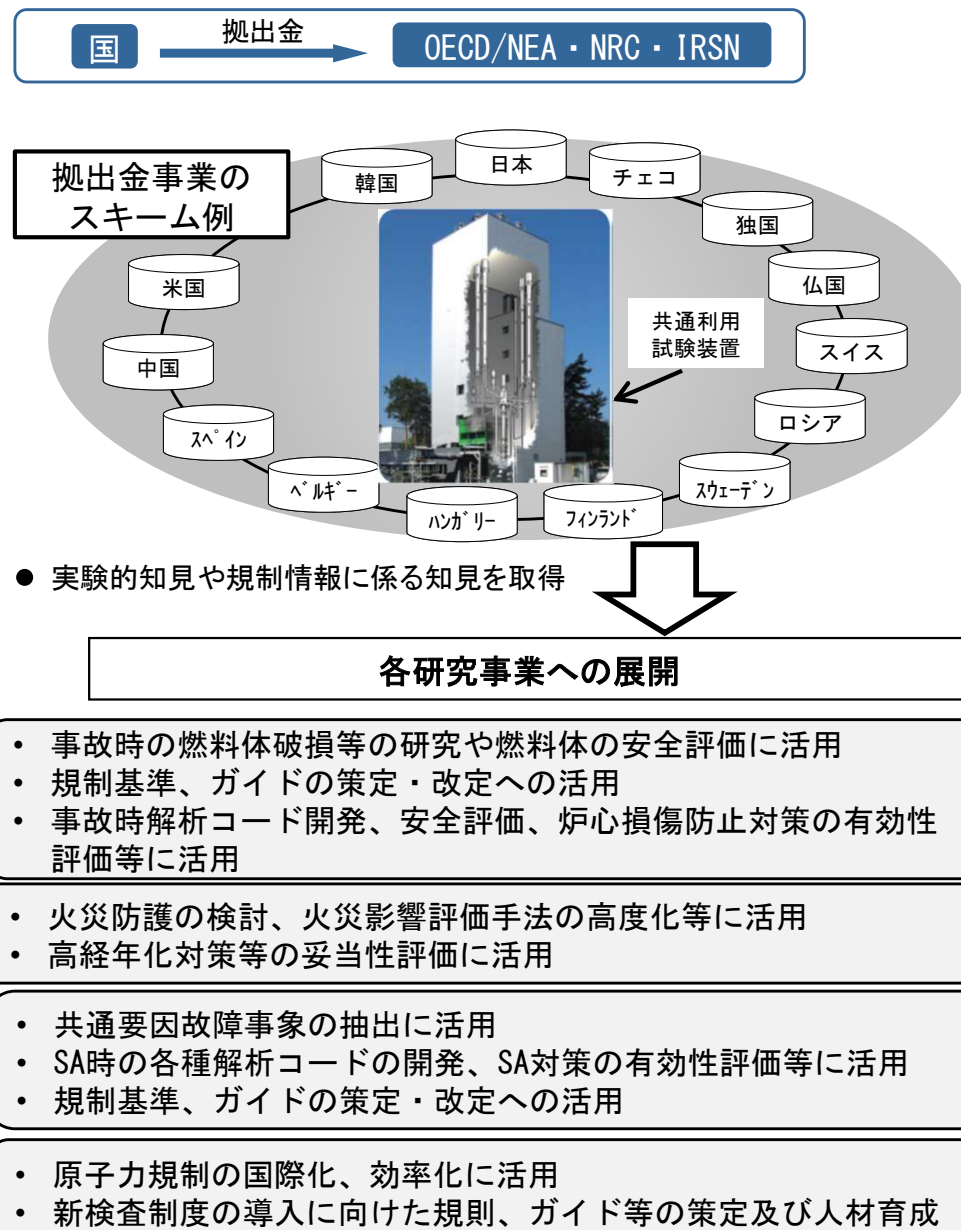 国
拠出金
OECD/NEA・NRC・IRSN
拠出金事業の
スキーム例
日本
韓国
チェコ
独国
米国
仏国
共通利用
試験装置
スイス
中国
ロシア
ｽﾍﾟｲﾝ
ﾍﾞﾙｷﾞｰ
ｽｳｪｰﾃﾞﾝ
ﾊﾝｶﾞﾘｰ
ﾌｨﾝﾗﾝﾄﾞ
● 実験的知見や規制情報に係る知見を取得
各研究事業への展開
• 事故時の燃料体破損等の研究や燃料体の安全評価に活用
• 規制基準、ガイドの策定・改定への活用
• 事故時解析コード開発、安全評価、炉心損傷防止対策の有効性
評価等に活用
• 火災防護の検討、火災影響評価手法の高度化等に活用
• 高経年化対策等の妥当性評価に活用
• 共通要因故障事象の抽出に活用
• SA時の各種解析コードの開発、SA対策の有効性評価等に活用
• 規制基準、ガイドの策定・改定への活用
• 原子力規制の国際化、効率化に活用
• 新検査制度の導入に向けた規則、ガイド等の策定及び人材育成